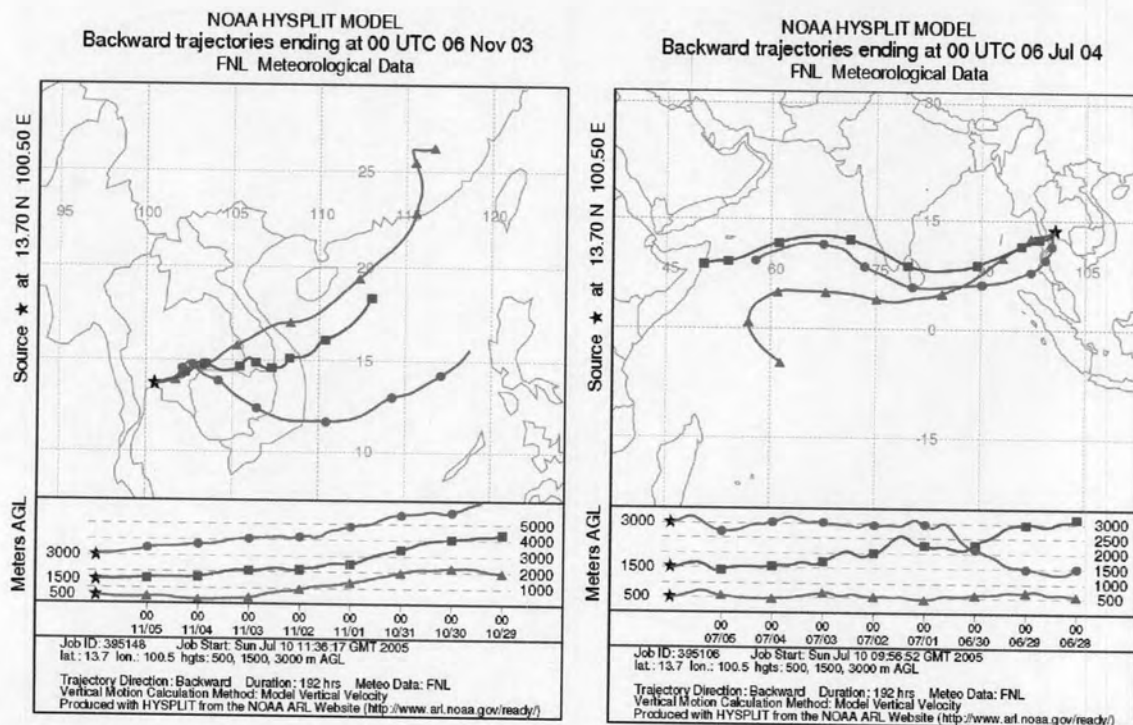 NOAA HYSPLIT MODEL
Backward trajectories ending at 00 UTC 06 Nov 03
FNL Meteorological Data
Source ★ at 13.70 N 100.50 E
95 100 105 110 115 120
25
20
15
10
Meters AGL
3000
1500
500
5000
4000
3000
2000
1000
00 00 00 00 00 00 00 00
11/05 11/04 11/03 11/02 11/01 10/31 10/30 10/29
Job ID: 395148 Job Start: Sun Jul 10 11:36:17 GMT 2005
lat.: 13.7 lon.: 100.5 hgts: 500, 1500, 3000 m AGL
Trajectory Direction: Backward Duration: 192 hrs Meteo Data: FNL
Vertical Motion Calculation Method: Model Vertical Velocity
Produced with HYSPLIT from the NOAA ARL Website (http://www.arl.noaa.gov/ready/)
NOAA HYSPLIT MODEL
Backward trajectories ending at 00 UTC 06 Jul 04
FNL Meteorological Data
Source ★ at 13.70 N 100.50 E
30
15
45 60 75 90 105
0
-15
Meters AGL
3000
1500
500
3000
2500
2000
1500
1000
500
00 00 00 00 00 00 00 00
07/05 07/04 07/03 07/02 07/01 06/30 06/29 06/28
Job ID: 395106 Job Start: Sun Jul 10 09:56:52 GMT 2005
lat.: 13.7 lon.: 100.5 hgts: 500, 1500, 3000 m AGL
Trajectory Direction: Backward Duration: 192 hrs Meteo Data: FNL
Vertical Motion Calculation Method: Model Vertical Velocity
Produced with HYSPLIT from the NOAA ARL Website (http://www.arl.noaa.gov/ready/)